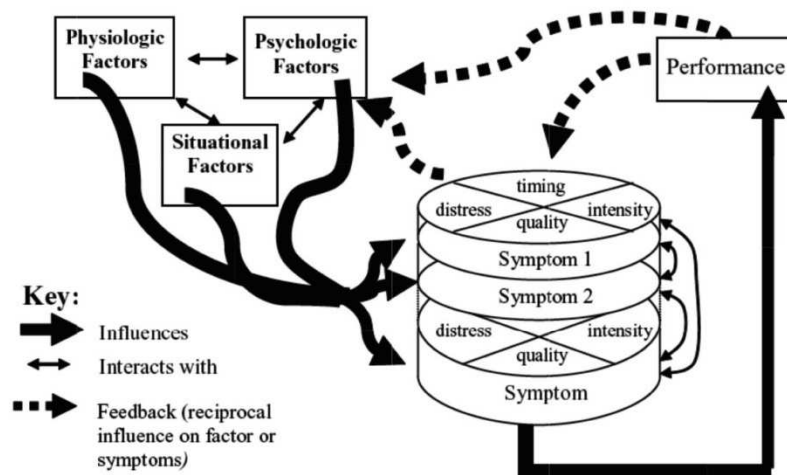 Physiologic
Factors
Psychologic
Factors
Situational
Factors
Performance
timing
distress
intensity
quality
Symptom 1
Symptom 2
distress
intensity
quality
Symptom
Key:
Influences
Interacts with
Feedback (reciprocal
influence on factor or
symptoms)